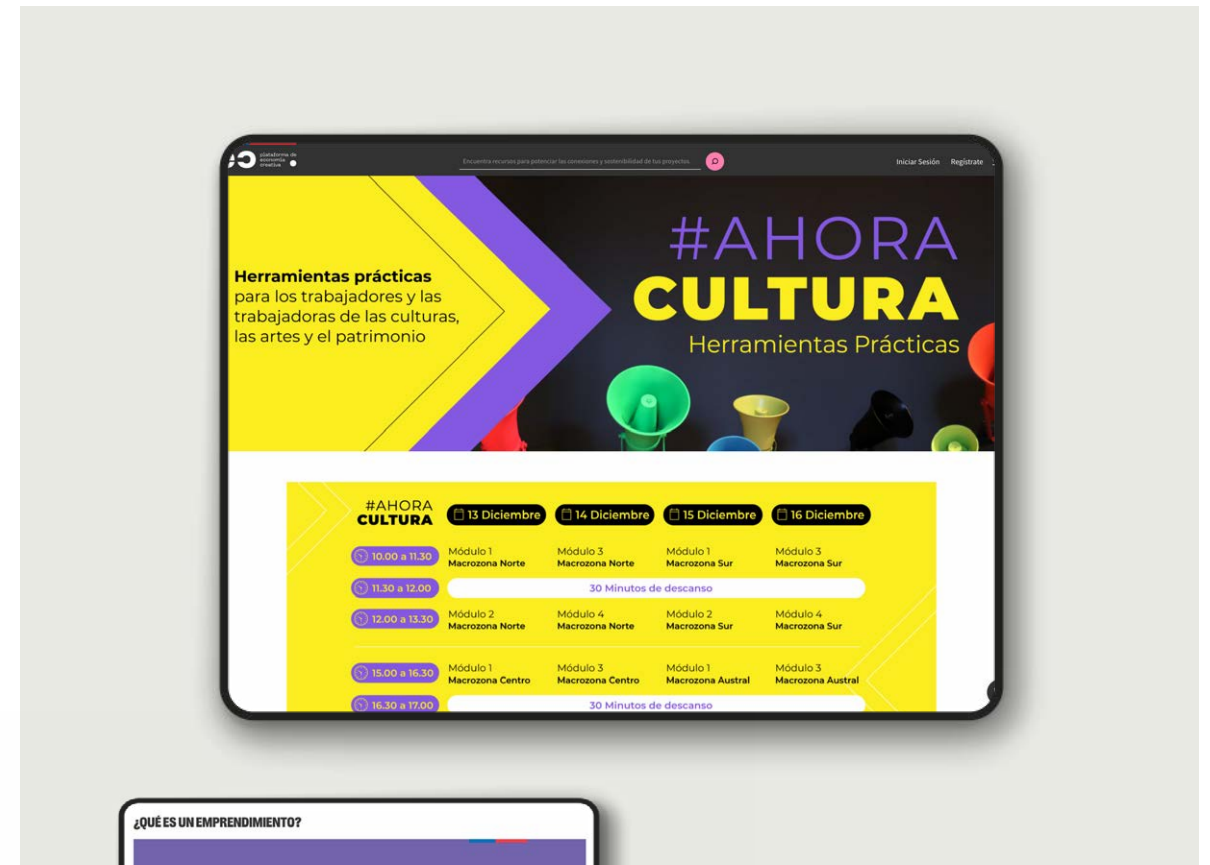 plataforma de
economía
creativa
Encuentra recursos para potenciar las conexiones y sostenibilidad de tus proyectos.
Iniciar Sesión Regístrate
Herramientas prácticas
para los trabajadores y las
trabajadoras de las culturas,
las artes y el patrimonio
#AHORA
CULTURA
Herramientas Prácticas
#AHORA
CULTURA
13 Diciembre 14 Diciembre 15 Diciembre 16 Diciembre
10.00 a 11.30
Módulo 1 Módulo 3 Módulo 1 Módulo 3
Macrozona Norte Macrozona Norte Macrozona Sur Macrozona Sur
11.30 a 12.00 30 Minutos de descanso
12.00 a 13.30
Módulo 2 Módulo 4 Módulo 2 Módulo 4
Macrozona Norte Macrozona Norte Macrozona Sur Macrozona Sur
15.00 a 16.30
Módulo 1 Módulo 3 Módulo 1 Módulo 3
Macrozona Centro Macrozona Centro Macrozona Austral Macrozona Austral
16.30 a 17.00 30 Minutos de descanso
¿QUÉ ES UN EMPRENDIMIENTO?